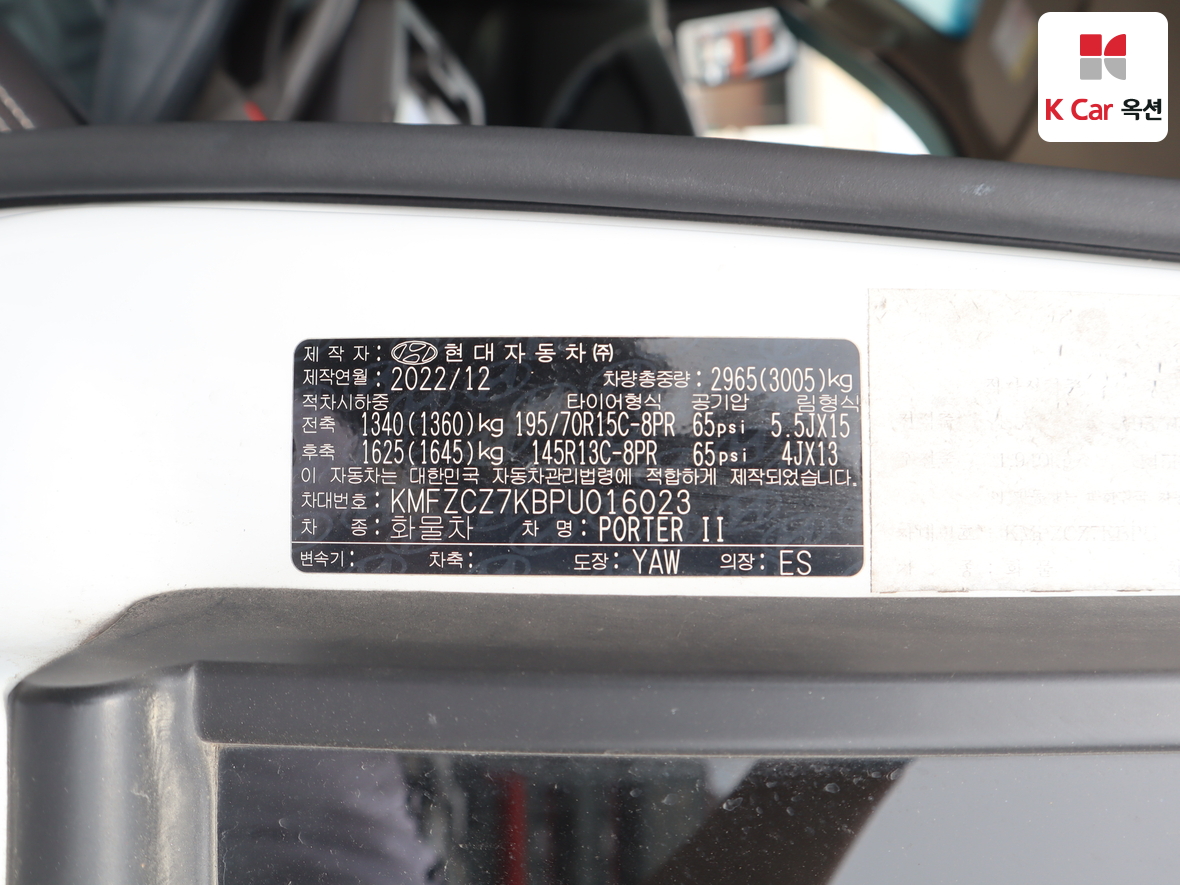 K Car 옥션
제 작 자 : 현 대 자 동 차 ㈜
제작연월 : 2022/12 차량총중량 : 2965(3005)kg
적차시하중 타이어형식 공기압 림형식
전축 1340(1360)kg 195/70R15C-8PR 65psi 5.5JX15
후축 1625(1645)kg 145R13C-8PR 65psi 4JX13
이 자동차는 대한민국 자동차관리법령에 적합하게 제작되었습니다.
차대번호 : KMFZCZ7KBPU016023
차 종 : 화물차 차 명 : PORTER II
변속기 : 차축 : 도장 : YAW 의장 : ES